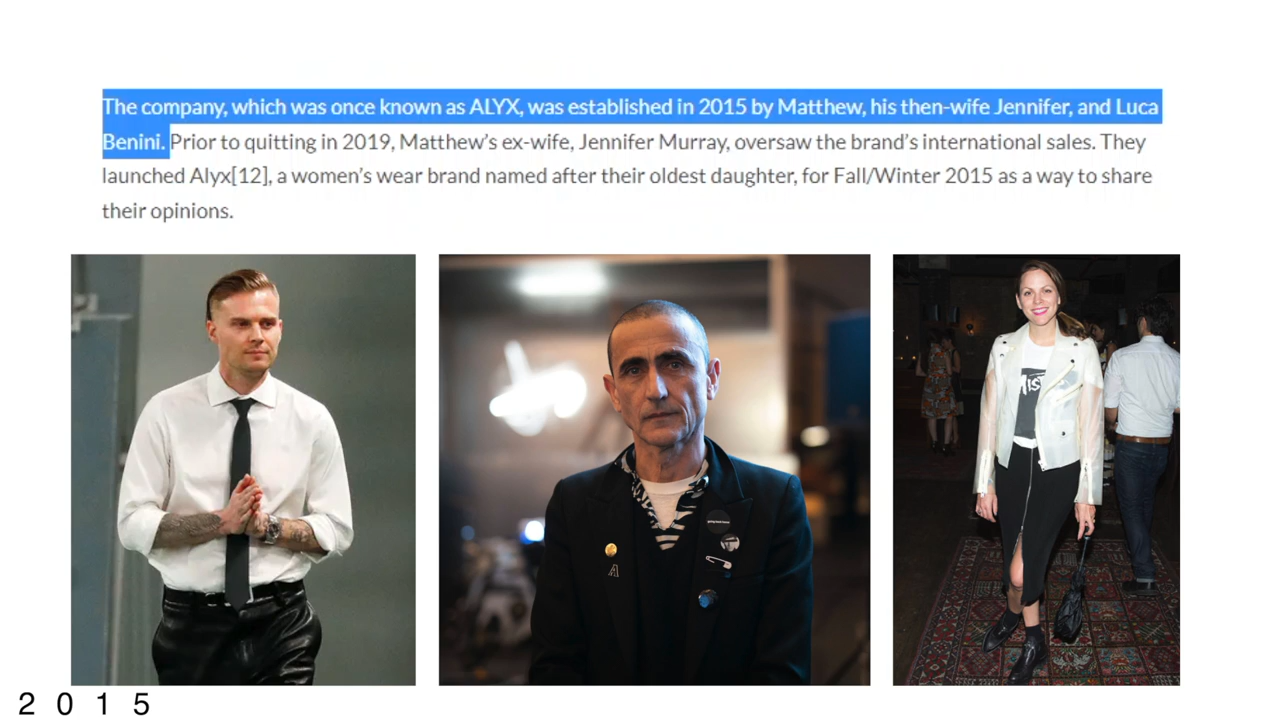 The company, which was once known as ALYX, was established in 2015 by Matthew, his then-wife Jennifer, and Luca
Benini. Prior to quitting in 2019, Matthew’s ex-wife, Jennifer Murray, oversaw the brand’s international sales. They
launched Alyx[12], a women’s wear brand named after their oldest daughter, for Fall/Winter 2015 as a way to share
their opinions.
2 0 1 5